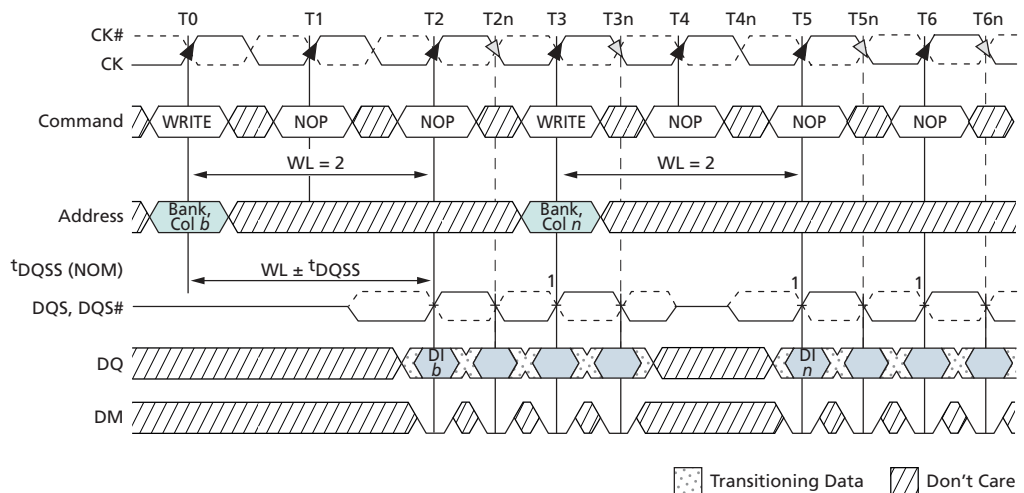 T0 T1 T2 T2n T3 T3n T4 T4n T5 T5n T6 T6n
CK#
CK
Command WRITE NOP NOP WRITE NOP NOP NOP
WL = 2 WL = 2
Address Bank, Col b Bank, Col n
tDQSS (NOM) WL ± tDQSS
1 1 1
DQS, DQS#
DQ DI b DI n
DM
Transitioning Data Don't Care